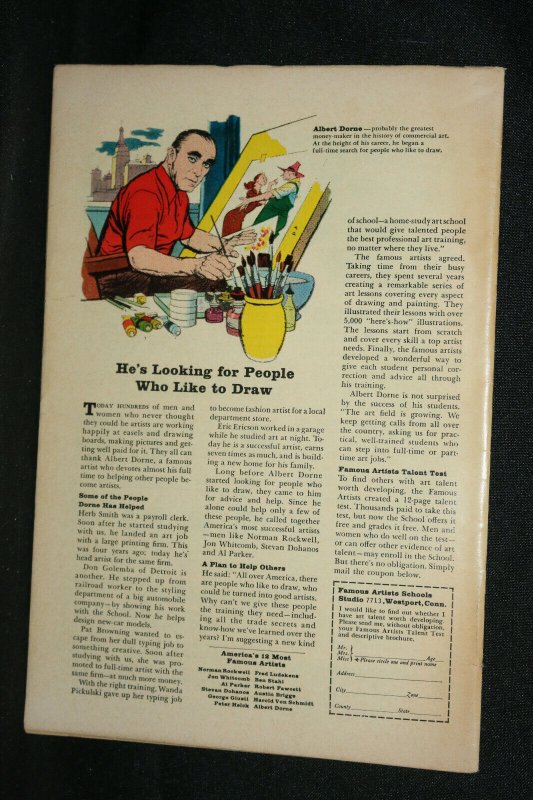 Albert Dorne—probably the greatest
money-maker in the history of commercial art.
At the height of his career, he began a
full-time search for people who like to draw.
He's Looking for People
Who Like to Draw
TODAY HUNDREDS of men and
women who never thought
they could be artists are working
happily at easels and drawing
boards, making pictures and get-
ting well paid for it. They all can
thank Albert Dorne, a famous
artist who devotes almost his full
time to helping other people be-
come artists.
Some of the People
Dorne Has Helped
Herb Smith was a payroll clerk.
Soon after he started studying
with us, he landed an art job
with a large printing firm. This
was four years ago; today he's
head artist for the same firm.
Don Golemba of Detroit is
another. He stepped up from
railroad worker to the styling
department of a big automobile
company—by showing his work
with the School. Now he helps
design new-car models.
Pat Browning wanted to es-
cape from her dull typing job to
something creative. Soon after
studying with us, she was pro-
moted to full-time artist with the
same firm—at much more money.
With the right training, Wanda
Pickulski gave up her typing job
to become fashion artist for a local
department store.
Eric Ericson worked in a garage
while he studied art at night. To-
day he is a successful artist, earns
seven times as much, and is build-
ing a new home for his family.
Long before Albert Dorne
started looking for people who
like to draw, they came to him
for advice and help. Since he
alone could help only a few of
these people, he called together
America's most successful artists
—men like Norman Rockwell,
Jon Whitcomb, Stevan Dohanos
and Al Parker.
A Plan to Help Others
He said: "All over America, there
are people who like to draw, who
could be turned into good artists.
Why can't we give these people
the training they need—includ-
ing all the trade secrets and
know-how we've learned over the
years? I'm suggesting a new kind
America's 12 Most
Famous Artists
Norman Rockwell Fred Ludekens
Jon Whitcomb Ben Stahl
Al Parker Robert Fawcett
Stevan Dohanos Austin Briggs
George Giusti Harold Von Schmidt
Peter Helck Albert Dorne
of school—a home-study art school
that would give talented people
the best professional art training,
no matter where they live."
The famous artists agreed.
Taking time from their busy
careers, they spent several years
creating a remarkable series of
art lessons covering every aspect
of drawing and painting. They
illustrated their lessons with over
5,000 "here's-how" illustrations.
The lessons start from scratch
and cover every skill a top artist
needs. Finally, the famous artists
developed a wonderful way to
give each student personal cor-
rection and advice all through
his training.
Albert Dorne is not surprised
by the success of his students.
"The art field is growing. We
keep getting calls from all over
the country, asking us for prac-
tical, well-trained students who
can step into full-time or part-
time art jobs."
Famous Artists Talent Test
To find others with art talent
worth developing, the Famous
Artists created a 12-page talent
test. Thousands paid to take this
test, but now the School offers it
free and grades it free. Men and
women who do well on the test—
or can offer other evidence of art
talent—may enroll in the School.
But there's no obligation. Simply
mail the coupon below.
Famous Artists Schools
Studio 7713, Westport, Conn.
I would like to find out whether I
have art talent worth developing.
Please send me, without obligation,
your Famous Artists Talent Test
and descriptive brochure.
Mr.
Mrs.
Miss Age
Please circle one and print name
Address
City Zone
County State